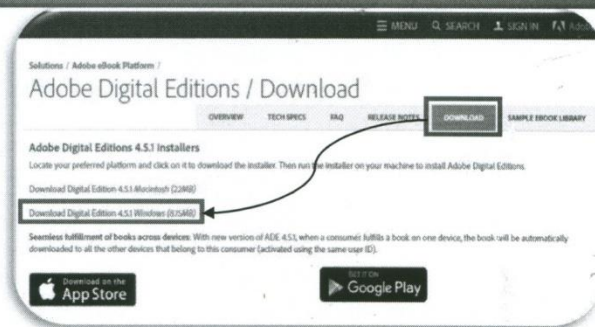 MENU SEARCH SIGN IN Adobe
Solutions / Adobe eBook Platform /
Adobe Digital Editions / Download
OVERVIEW TECH SPECS FAQ RELEASE NOTES DOWNLOAD SAMPLE EBOOK LIBRARY
Adobe Digital Editions 4.5.1 Installers
Locate your preferred platform and click on it to download the installer. Then run the installer on your machine to install Adobe Digital Editions.
Download Digital Edition 4.5.1 Macintosh (22MB)
Download Digital Edition 4.5.1 Windows (8.15MB)
Seamless fulfillment of books across devices: With new version of ADE 4.5.1, when a consumer fulfills a book on one device, the book will be automatically
downloaded to all the other devices that belong to this consumer (activated using the same user ID).
Download on the
App Store
GET IT ON
Google Play